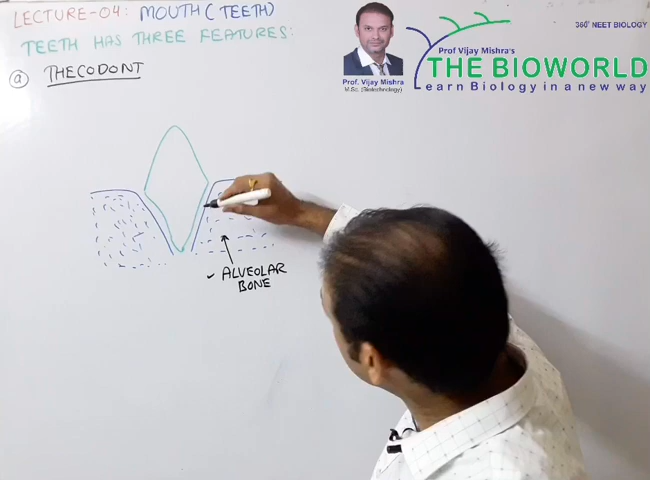 LECTURE-04: MOUTH (TEETH)
TEETH HAS THREE FEATURES:
ⓐ THECODONT
ALVEOLAR
BONE
Prof. Vijay Mishra
M.Sc. (Biotechnology)
360° NEET BIOLOGY
Prof Vijay Mishra's
THE BIOWORLD
Learn Biology in a new way